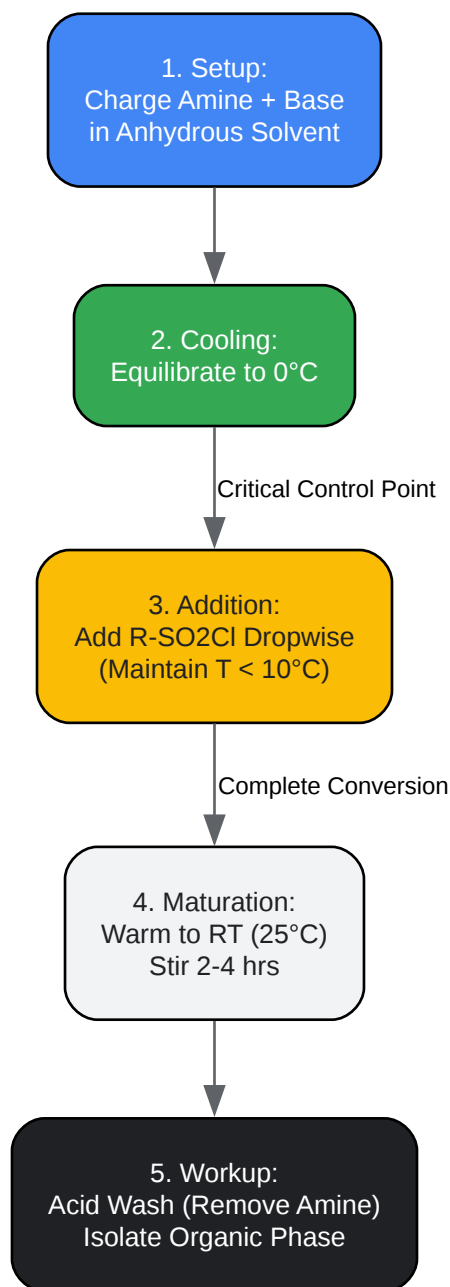 1. Setup:
Charge Amine + Base
in Anhydrous Solvent
2. Cooling:
Equilibrate to 0°C
Critical Control Point
3. Addition:
Add R-SO2Cl Dropwise
(Maintain T < 10°C)
Complete Conversion
4. Maturation:
Warm to RT (25°C)
Stir 2-4 hrs
5. Workup:
Acid Wash (Remove Amine)
Isolate Organic Phase